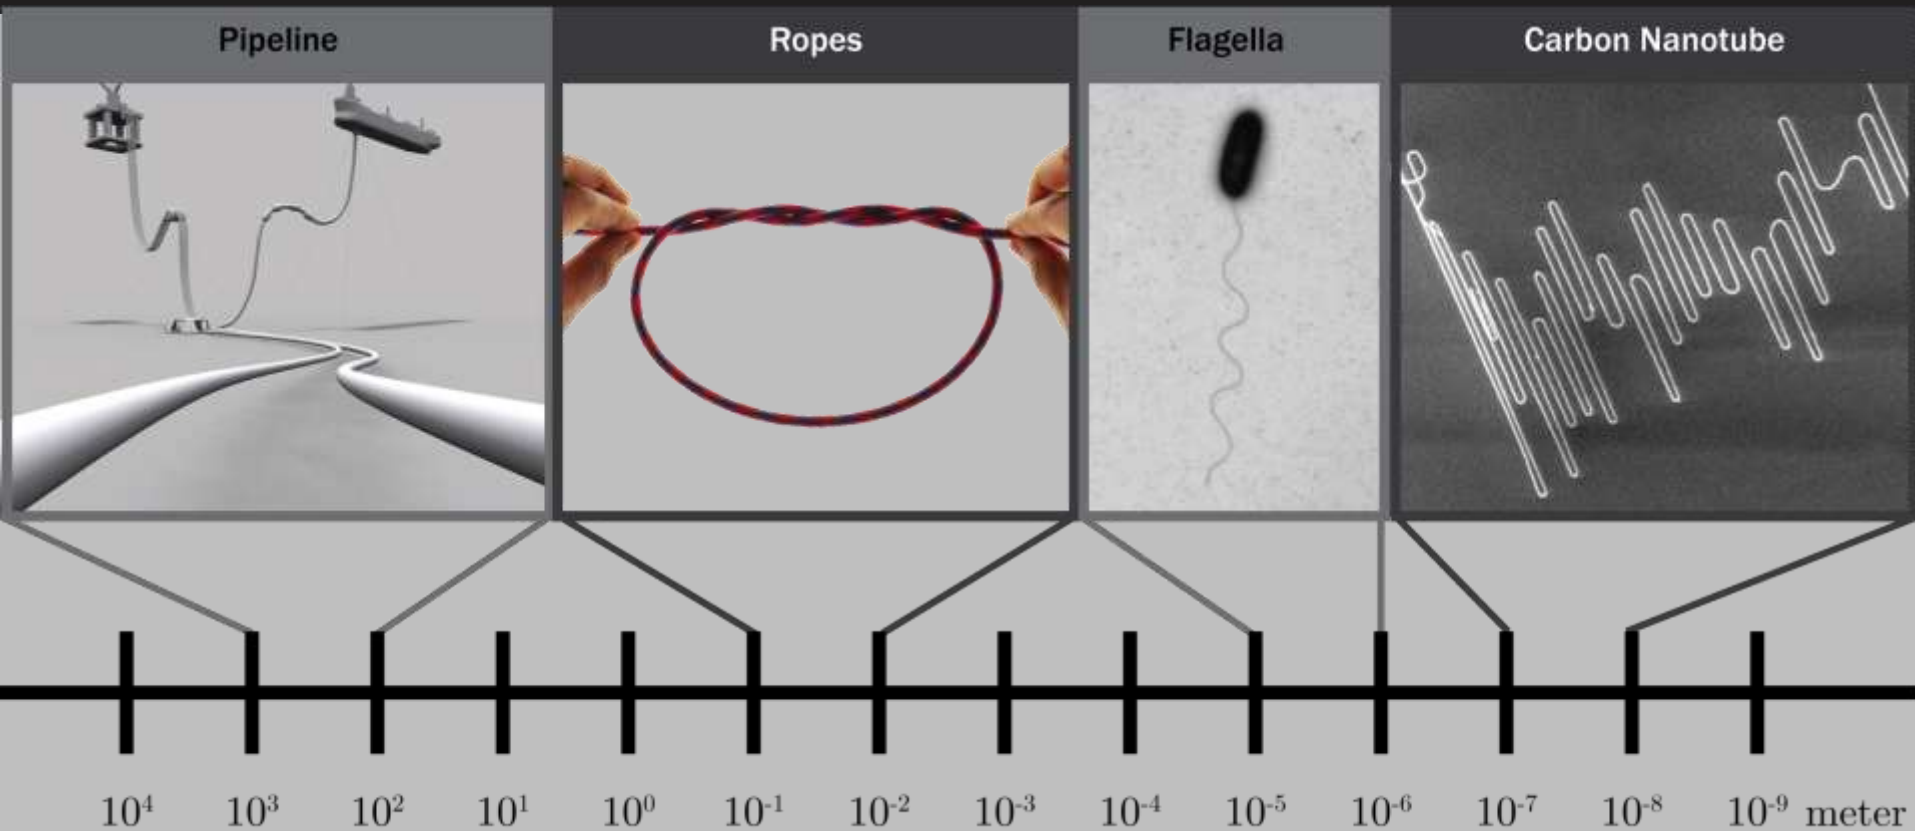 Pipeline Ropes Flagella Carbon Nanotube
10⁴ 10³ 10² 10¹ 10⁰ 10⁻¹ 10⁻² 10⁻³ 10⁻⁴ 10⁻⁵ 10⁻⁶ 10⁻⁷ 10⁻⁸ 10⁻⁹ meter